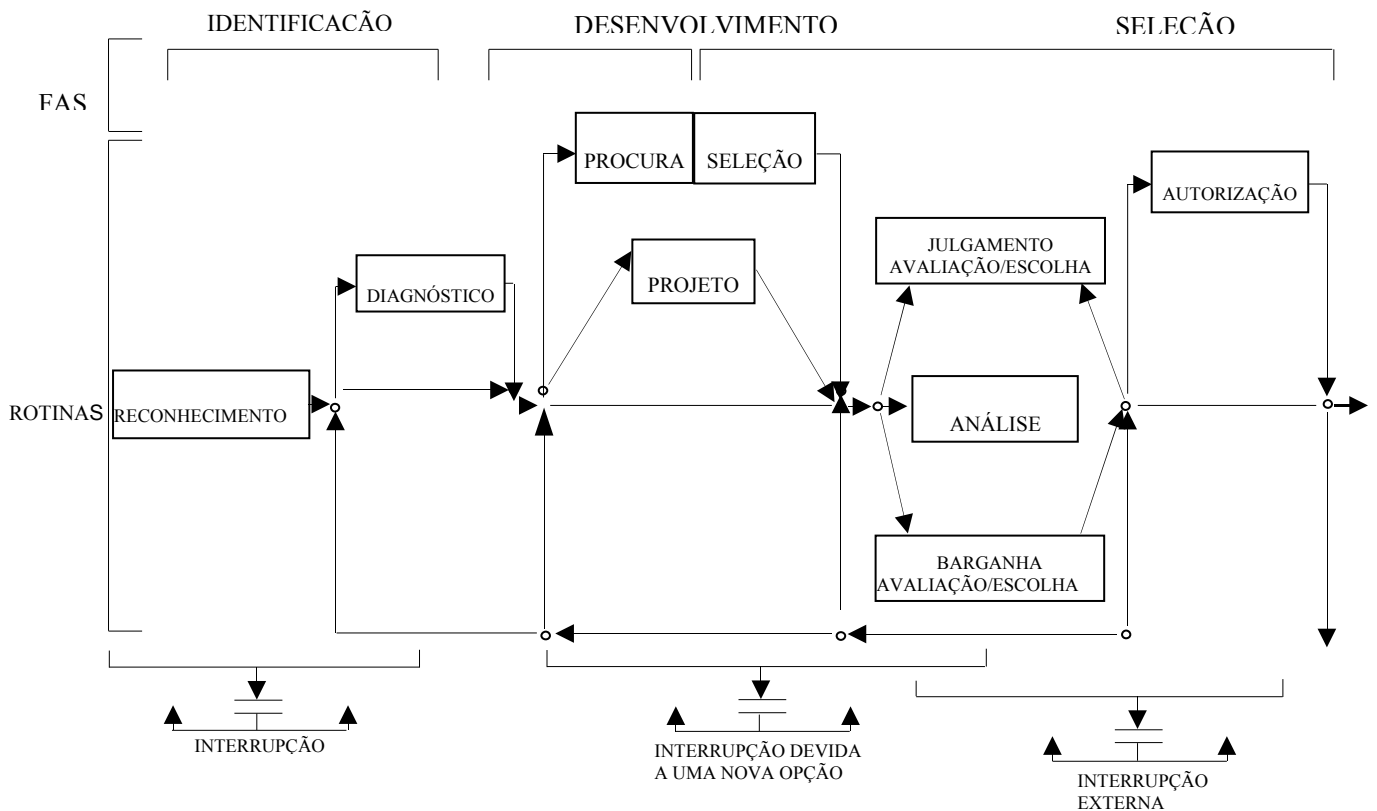 IDENTIFICACÃO
DESENVOLVIMENTO
SELEÇÃO
FAS
PROCURA
SELEÇÃO
AUTORIZAÇÃO
JULGAMENTO
AVALIAÇÃO/ESCOLHA
PROJETO
DIAGNÓSTICO
ROTINAS
RECONHECIMENTO
ANÁLISE
BARGANHA
AVALIAÇÃO/ESCOLHA
INTERRUPÇÃO
INTERRUPÇÃO DEVIDA
A UMA NOVA OPÇÃO
INTERRUPÇÃO
EXTERNA